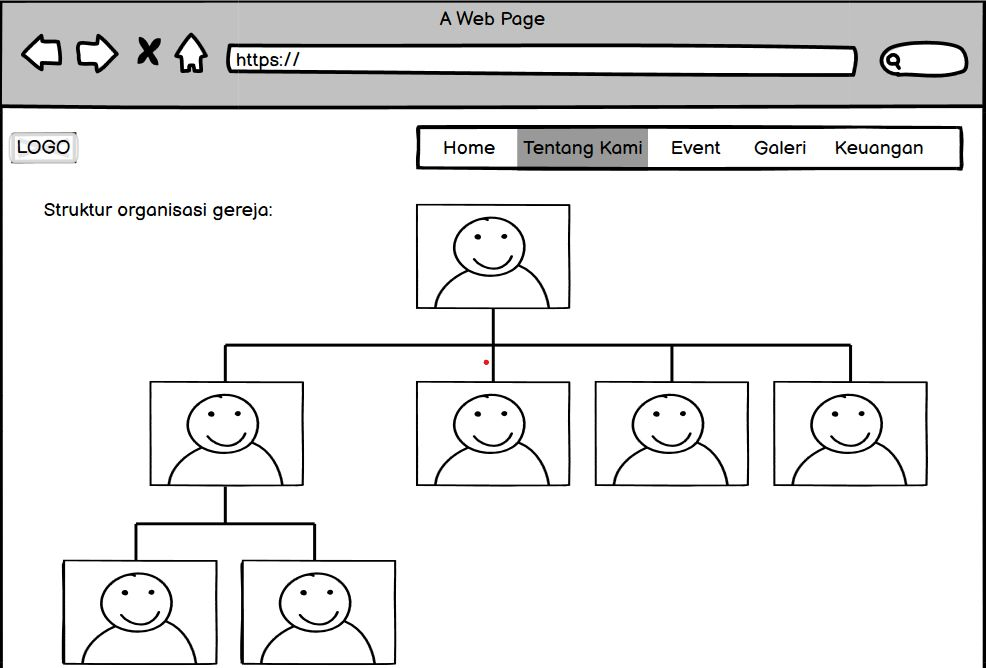 A Web Page
https://
LOGO
Home Tentang Kami Event Galeri Keuangan
Struktur organisasi gereja: